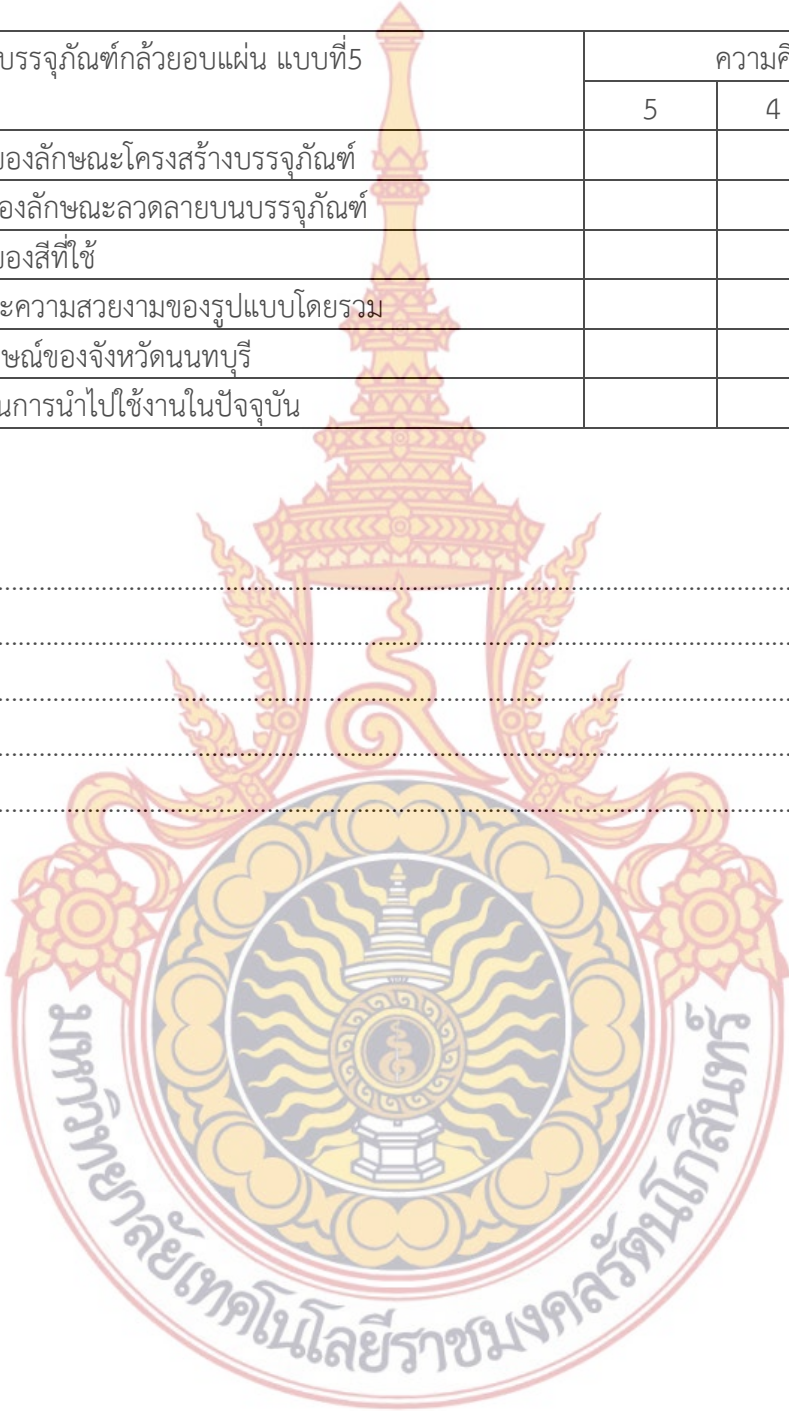 บรรจุภัณฑ์กล้วยอบแผ่น แบบที่5
ความคิ
5 4
ของลักษณะโครงสร้างบรรจุภัณฑ์
องลักษณะลวดลายบนบรรจุภัณฑ์
ของสีที่ใช้
ะความสวยงามของรูปแบบโดยรวม
ักษณ์ของจังหวัดนนทบุรี
นการนำไปใช้งานในปัจจุบัน
มหาวิทยาลัยเทคโนโลยีราชมงคลรัตนโกสินทร์